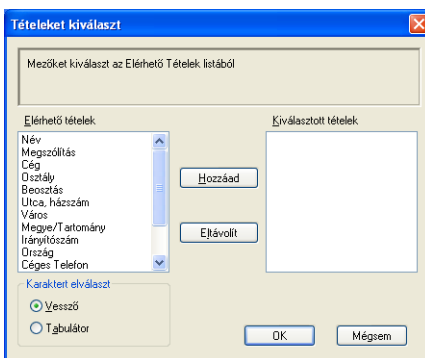 Tételeket kiválaszt
Mezőket kiválaszt az Elérhető Tételek listából
Elérhető tételek
Kiválasztott tételek
Név
Megszólítás
Cég
Osztály
Beosztás
Utca, házszám
Város
Megye/Tartomány
Irányítószám
Ország
Céges Telefon
Hozzáad
Eltávolít
Karaktert elválaszt
Vessző
Tabulátor
OK
Mégsem